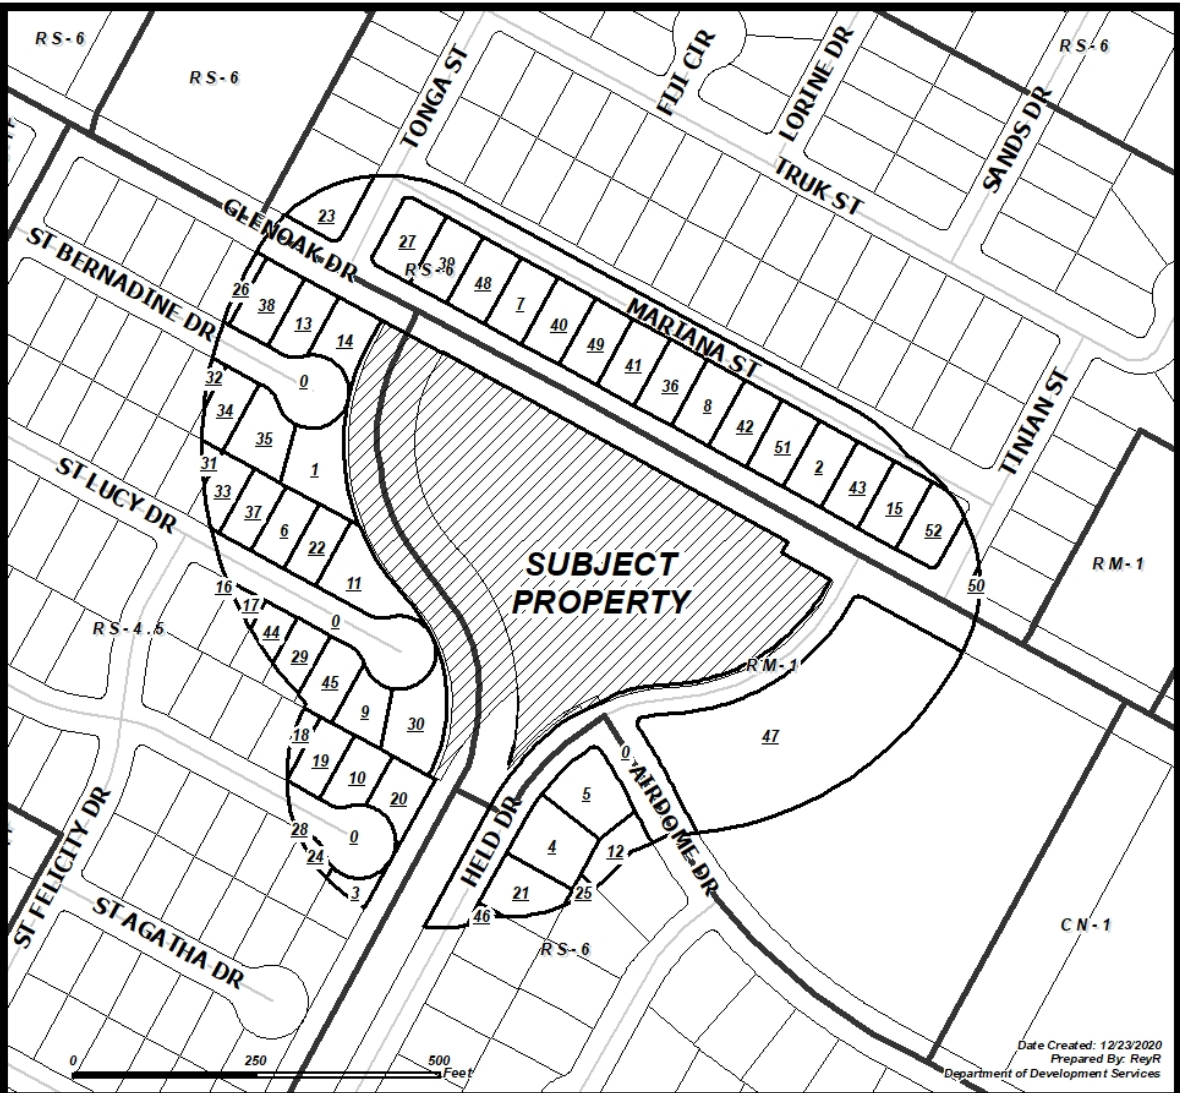 RS-6
RS-6
RS-6
TONGA ST
FIJI CIR
LORINE DR
SANDS DR
TRUK ST
GLENOAK DR
ST BERNADINE DR
23
27
39
RS-6
48
7
40
49
41
36
8
42
51
2
43
15
52
50
MARIANA ST
TINIAN ST
26
38
13
14
0
32
34
35
1
31
33
37
6
22
11
ST LUCY DR
SUBJECT
PROPERTY
RM-1
16
17
44
29
45
9
30
0
RS-4.5
RM-1
47
18
19
10
20
0
28
24
3
ST FELICITY DR
ST AGATHA DR
HELD DR
0
AIRDOME DR
5
4
12
21
25
46
RS-6
CN-1
0 250 500
Feet
Date Created: 12/23/2020
Prepared By: ReyR
Department of Development Services